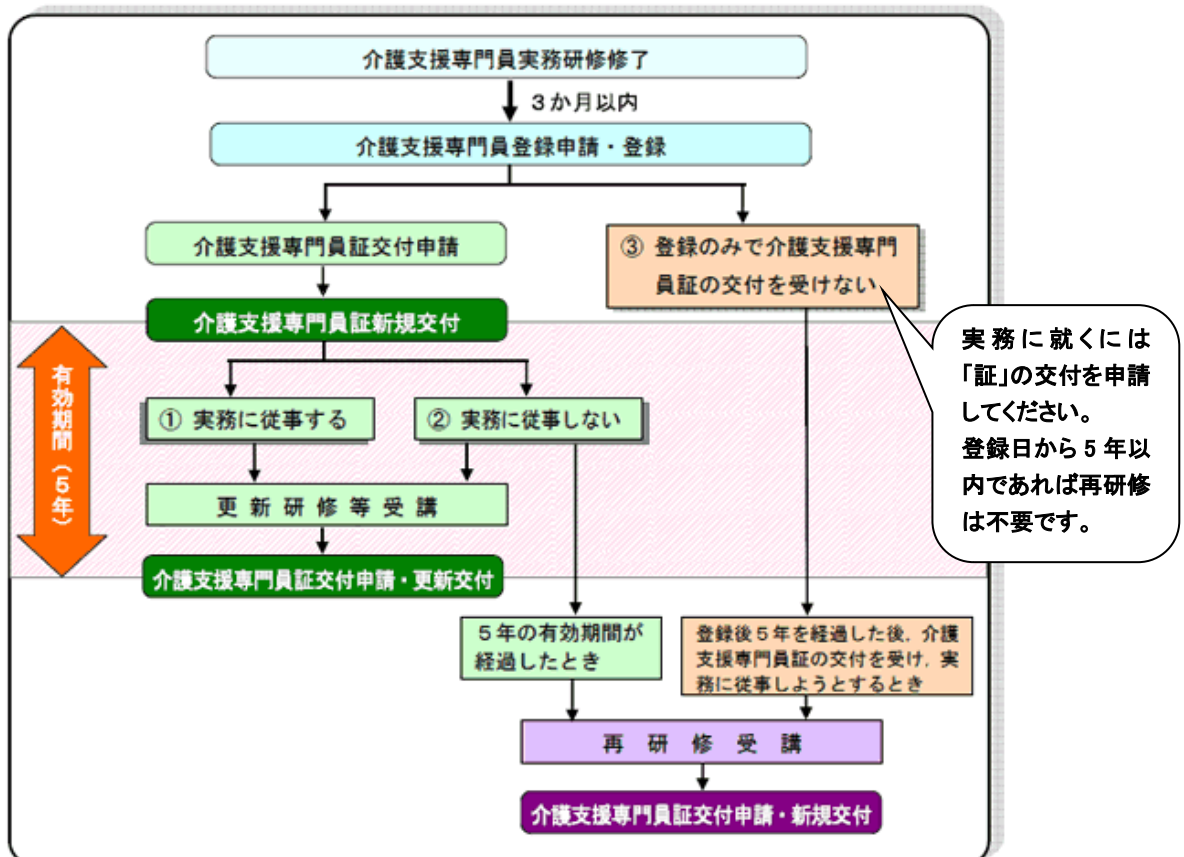 介護支援専門員実務研修修了
３か月以内
介護支援専門員登録申請・登録
介護支援専門員証交付申請
③ 登録のみで介護支援専門
員証の交付を受けない
介護支援専門員証新規交付
実務に就くには
「証」の交付を申請
してください。
登録日から５年以
内であれば再研修
は不要です。
有効期間（５年）
① 実務に従事する
② 実務に従事しない
更新研修等受講
介護支援専門員証交付申請・更新交付
５年の有効期間が
経過したとき
登録後５年を経過した後，介護
支援専門員証の交付を受け，実
務に従事しようとするとき
再研修受講
介護支援専門員証交付申請・新規交付